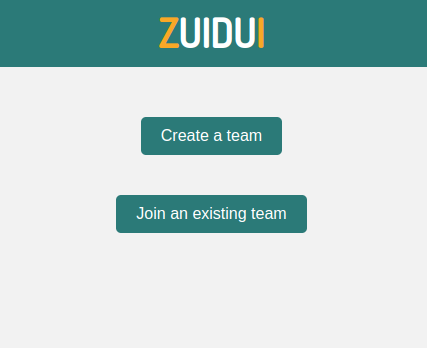 ZUIDUI
Create a team
Join an existing team